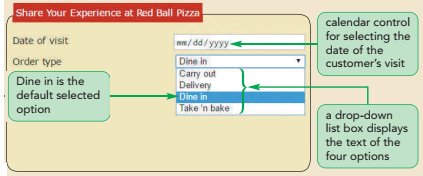 Share Your Experience at Red Ball Pizza
Date of visit
mm/dd/yyyy
Order type
Dine in
Carry out
Delivery
Dine in
Take 'n bake
Dine in is the
default selected
option
calendar control
for selecting the
date of the
customer's visit
a drop-down
list box displays
the text of the
four options